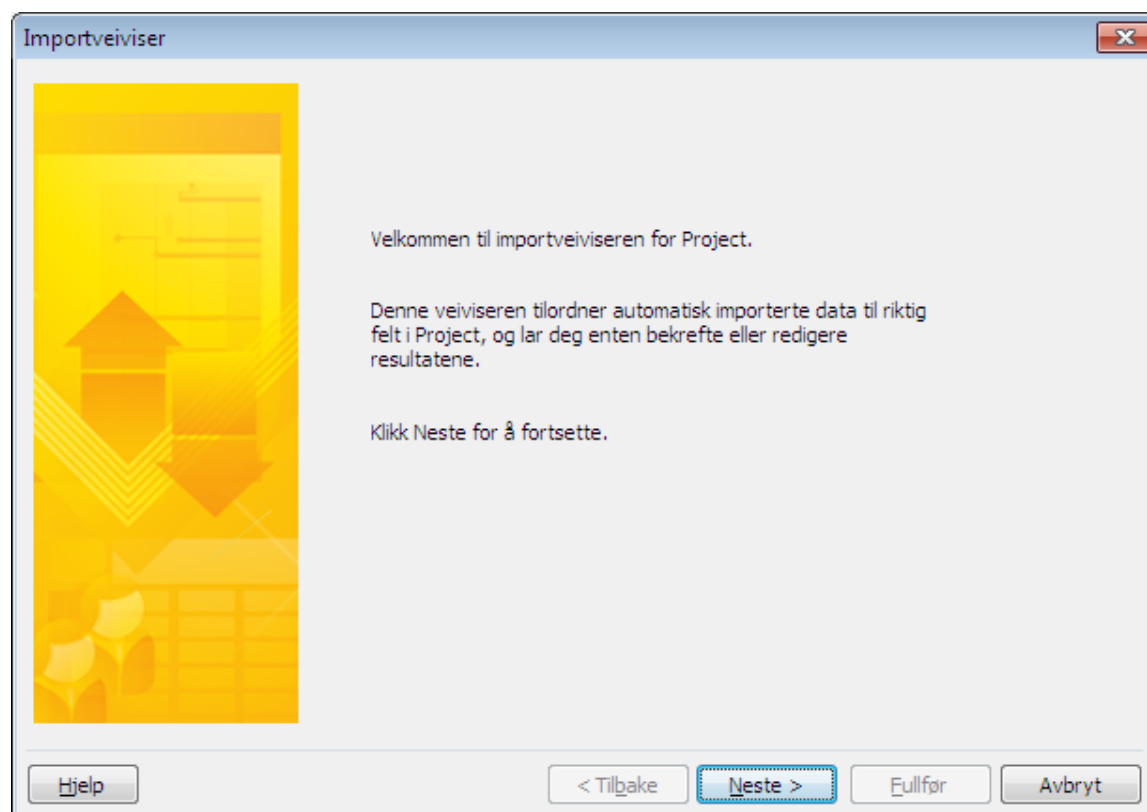 Importveiviser
Velkommen til importveiviseren for Project.
Denne veiviseren tilordner automatisk importerte data til riktig
felt i Project, og lar deg enten bekrefte eller redigere
resultatene.
Klikk Neste for å fortsette.
Hjelp
< Tilbake
Neste >
Fullfør
Avbryt